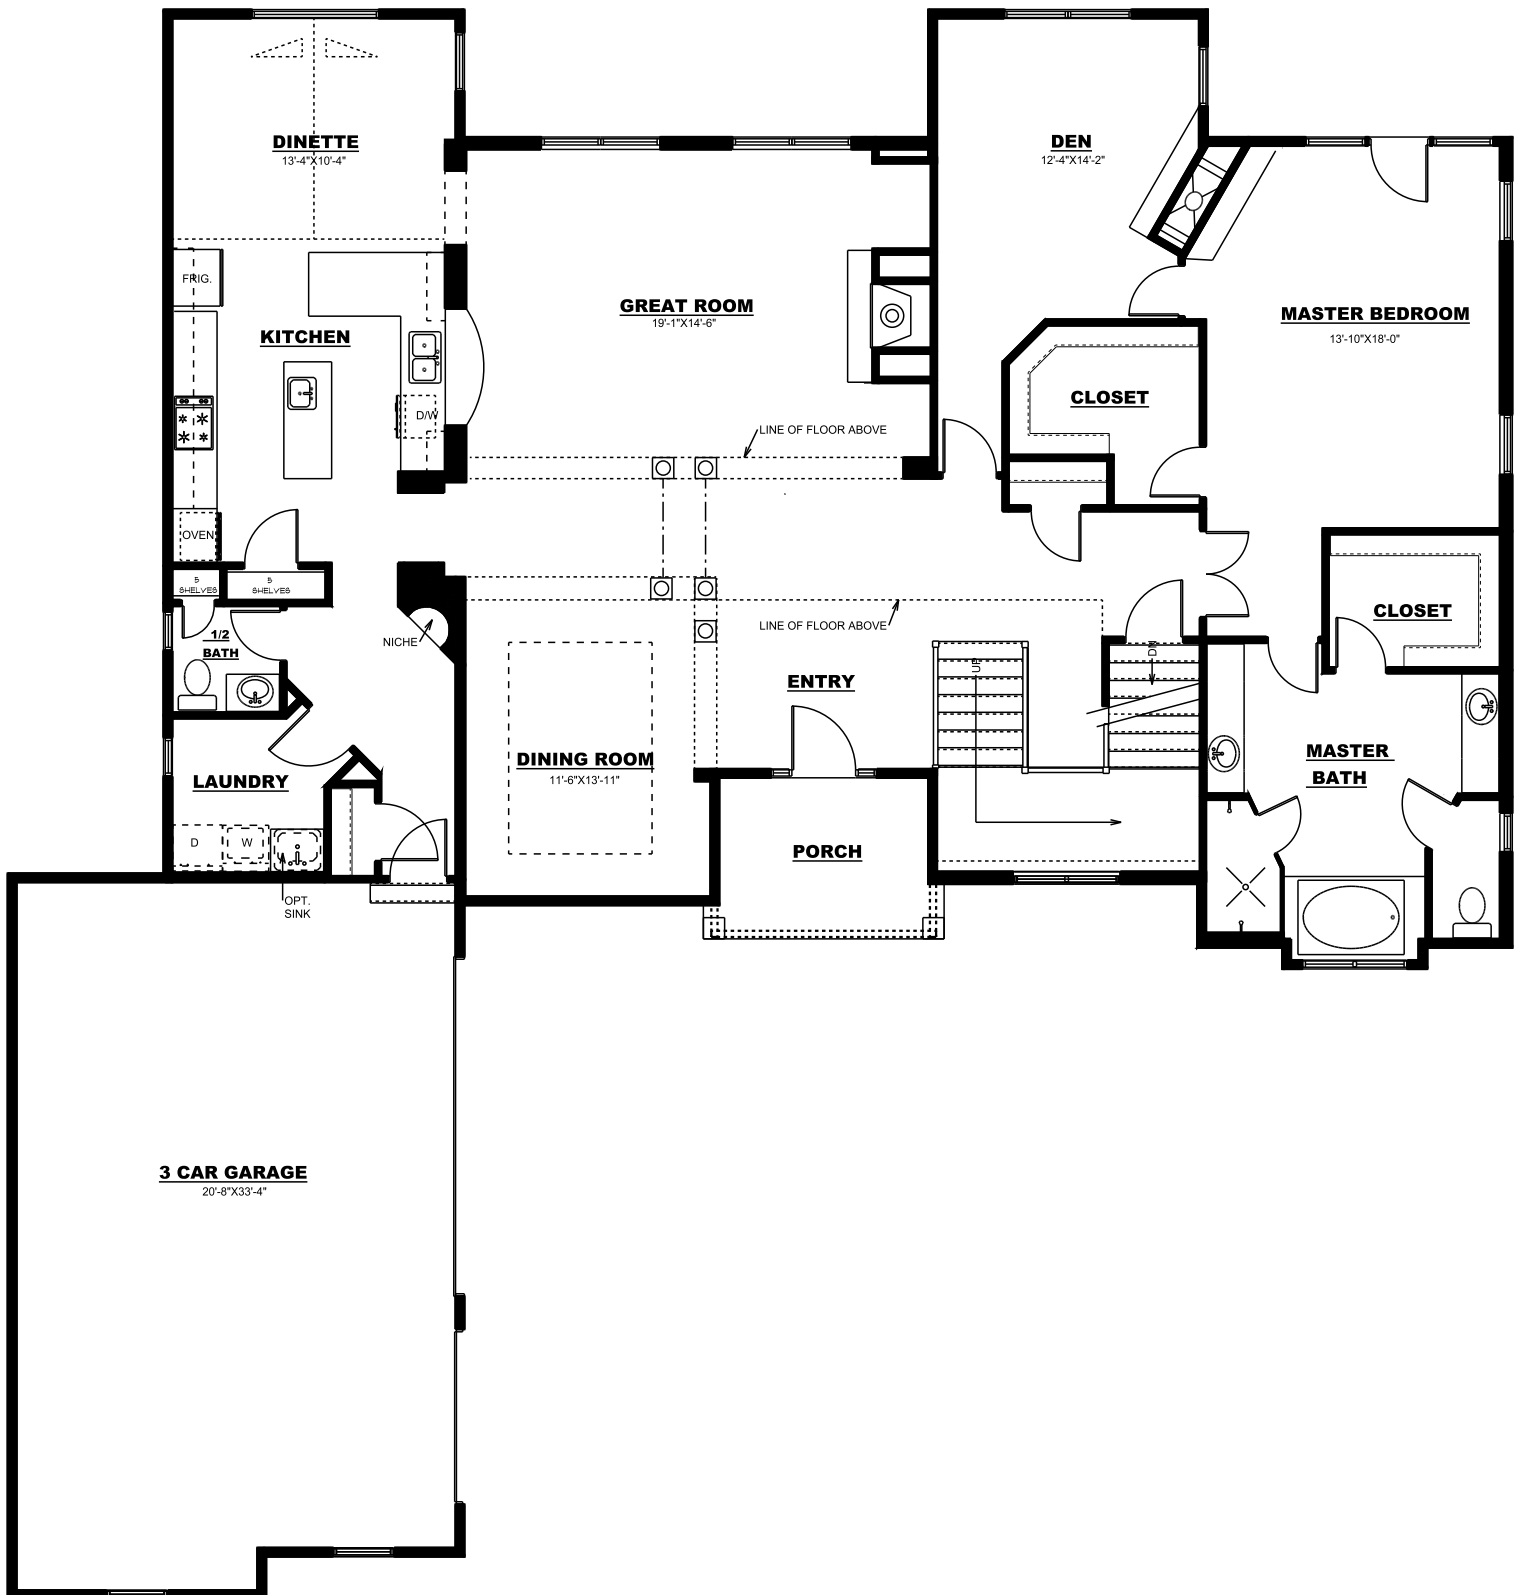 DINETTE
13'-4"X10'-4"
DEN
12'-4"X14'-2"
FRIG.
GREAT ROOM
19'-1"X14'-6"
MASTER BEDROOM
13'-10"X18'-0"
KITCHEN
CLOSET
D/W
LINE OF FLOOR ABOVE
OVEN
5
SHELVES
5
SHELVES
CLOSET
LINE OF FLOOR ABOVE
NICHE
1/2
BATH
DN
UP
ENTRY
DINING ROOM
11'-6"X13'-11"
MASTER
BATH
LAUNDRY
D
W
PORCH
OPT.
SINK
3 CAR GARAGE
20'-8"X33'-4"